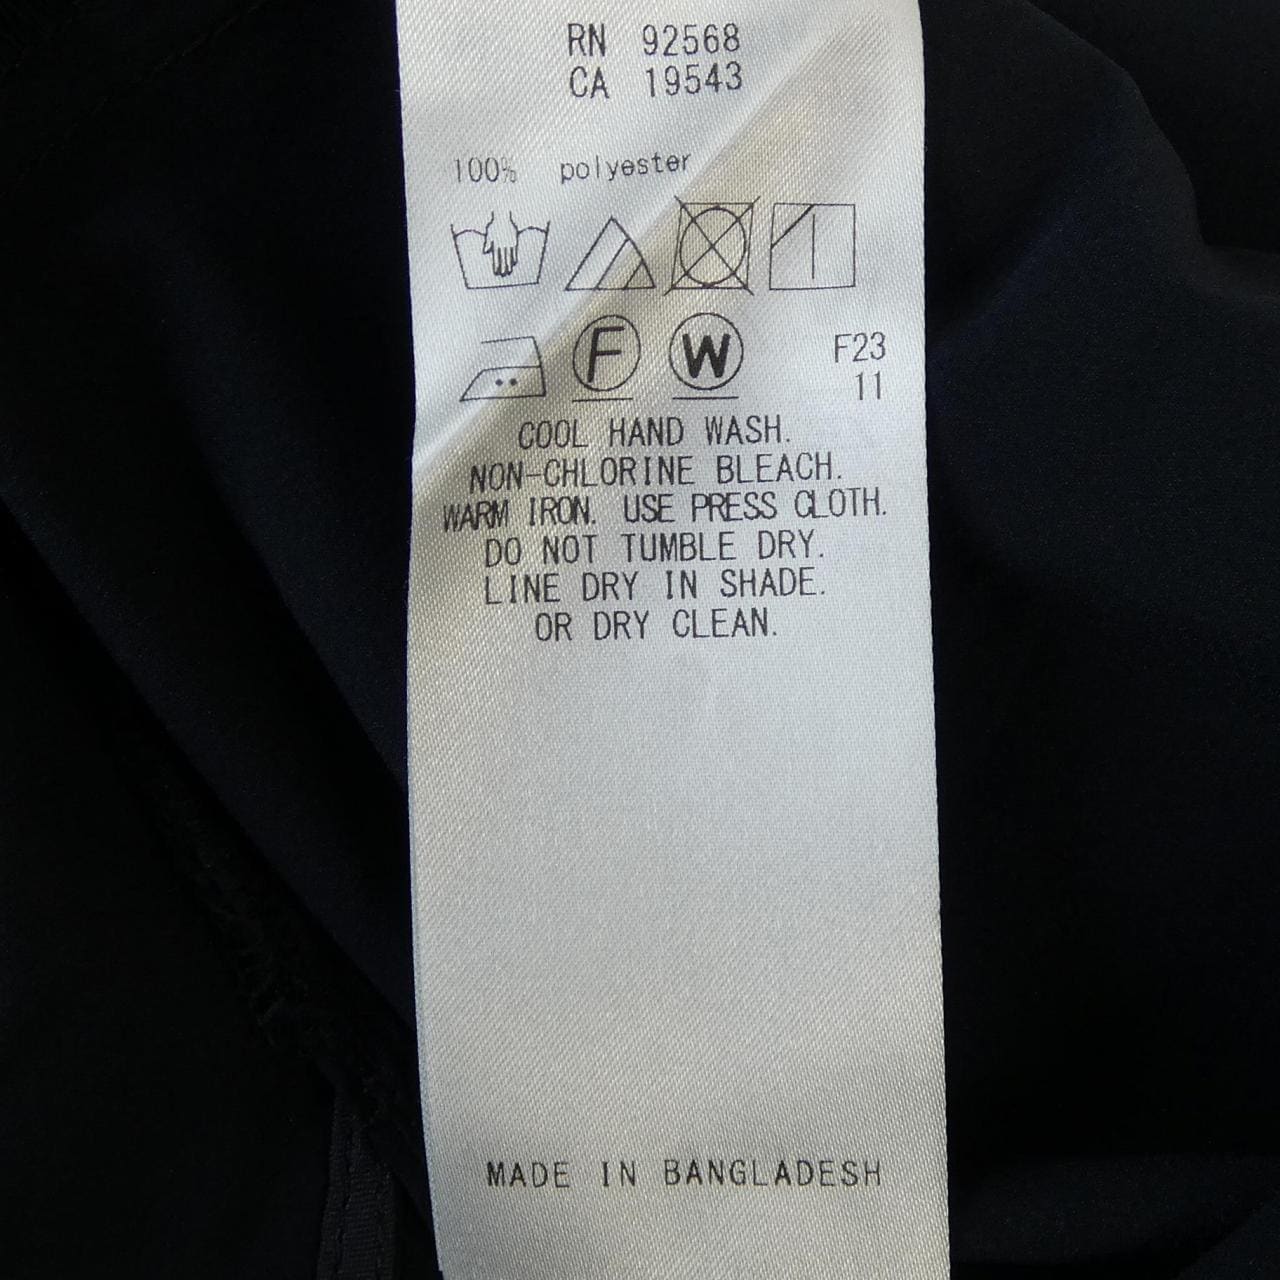 RN 92568
CA 19543
100% polyester
F W F23
11
COOL HAND WASH.
NON-CHLORINE BLEACH.
WARM IRON. USE PRESS CLOTH.
DO NOT TUMBLE DRY.
LINE DRY IN SHADE.
OR DRY CLEAN.
MADE IN BANGLADESH